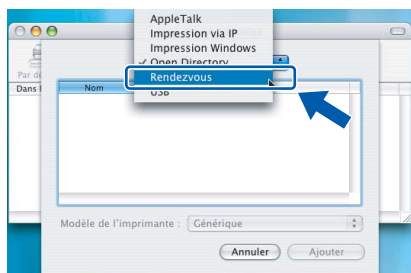 AppleTalk
Impression via IP
Impression Windows
✓ Open Directory
Rendezvous
USB
Par dé
Dans l
Nom
Modèle de l'imprimante : Générique
Annuler Ajouter